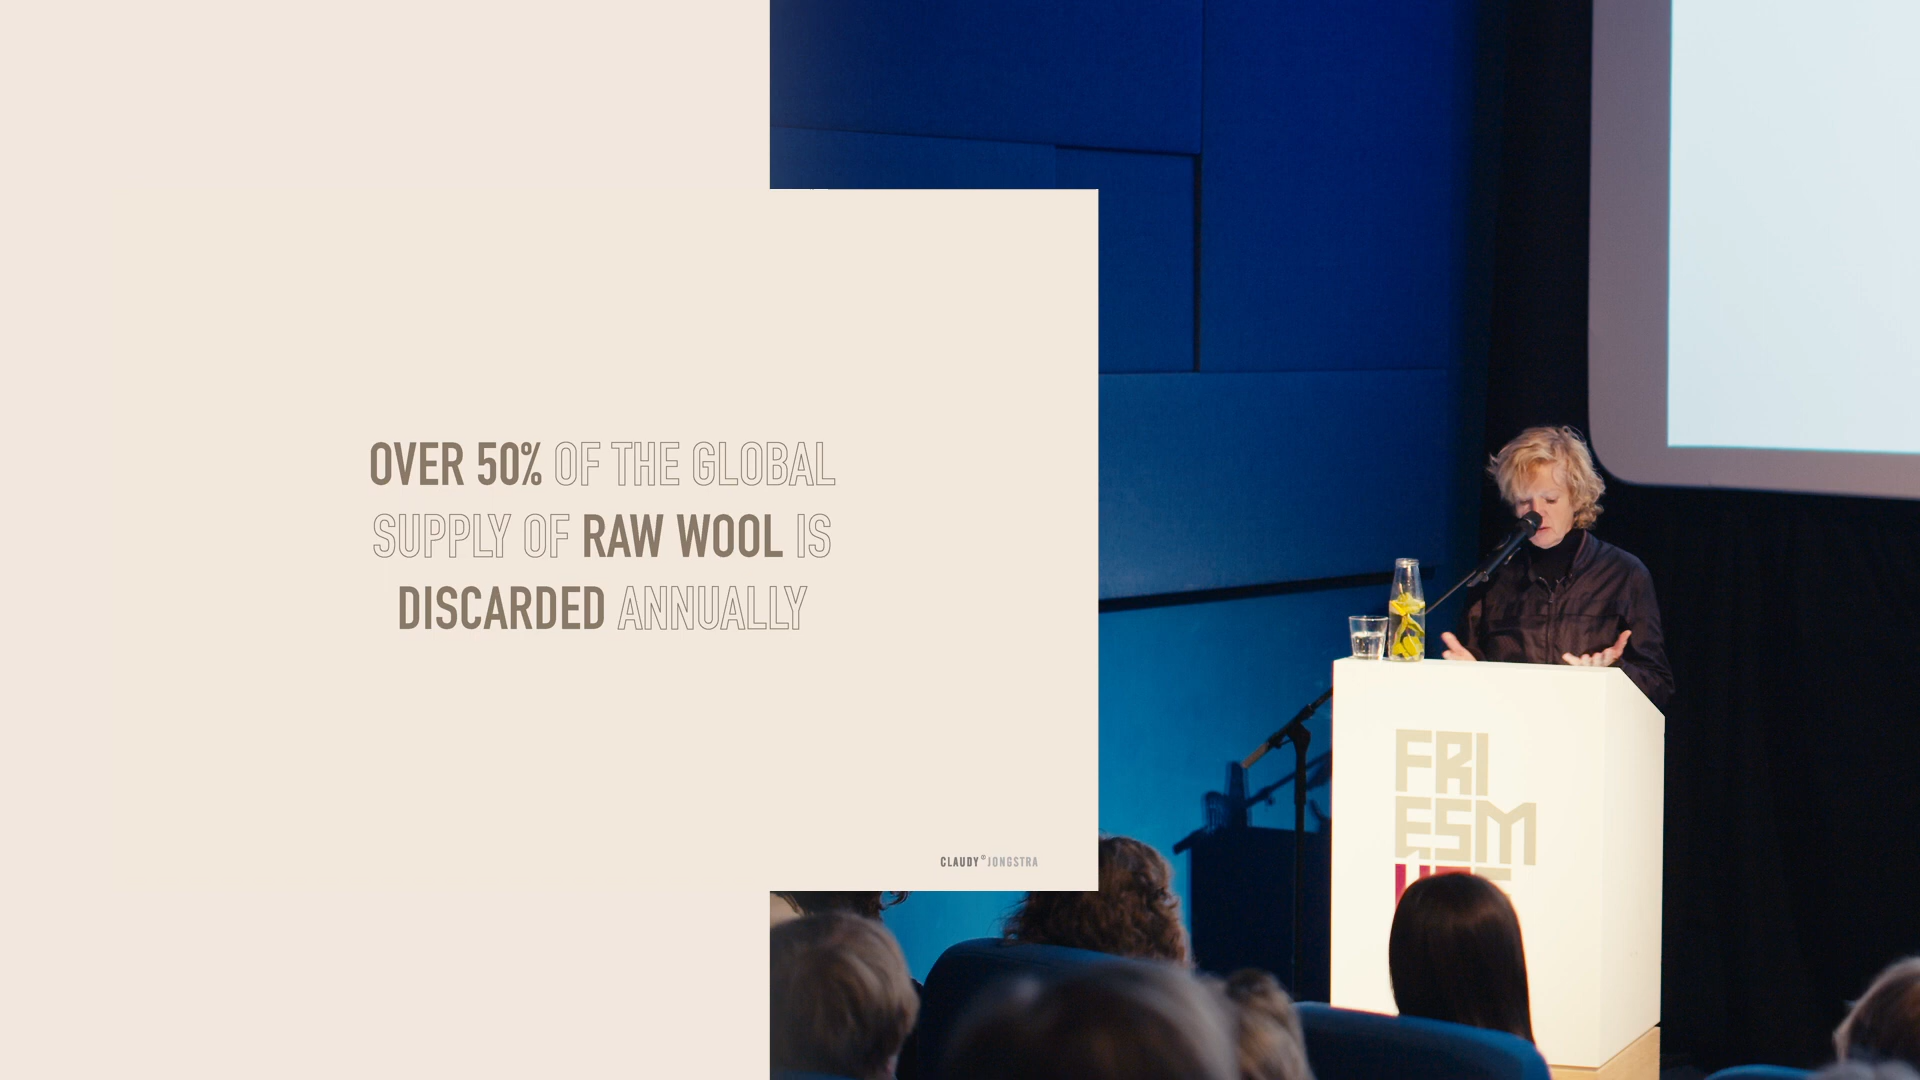 OVER 50% OF THE GLOBAL
SUPPLY OF RAW WOOL IS
DISCARDED ANNUALLY
CLAUDY® JONGSTRA
FRI
ESM